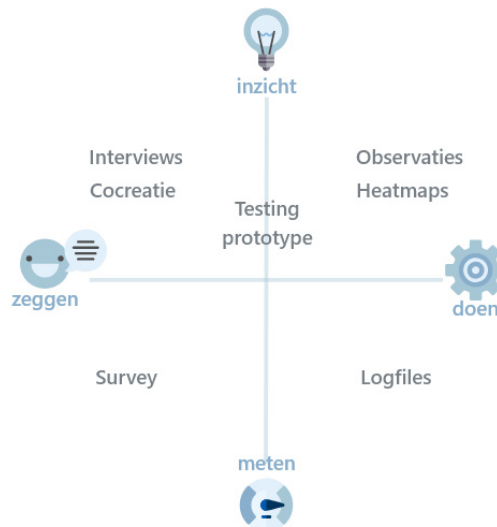 inzicht
Interviews
Cocreatie
Observaties
Heatmaps
Testing
prototype
zeggen
doen
Survey
Logfiles
meten